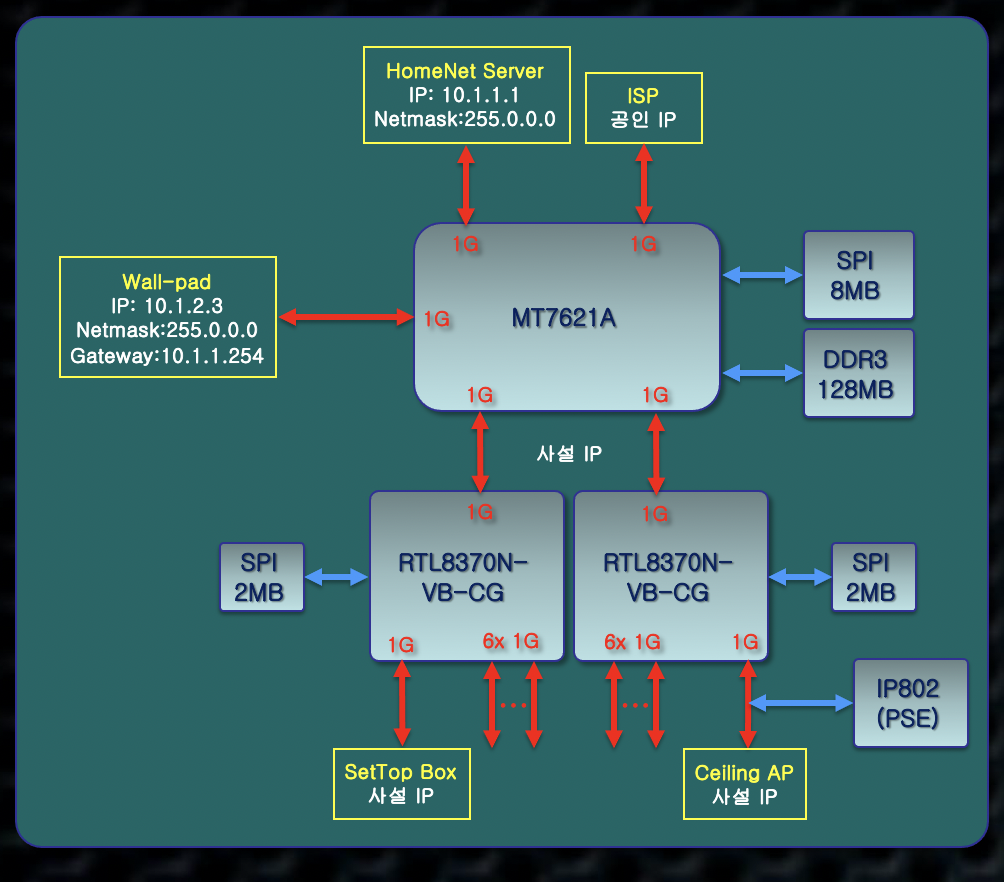 HomeNet Server
IP: 10.1.1.1
Netmask:255.0.0.0
ISP
공인 IP
1G
1G
SPI
8MB
Wall-pad
IP: 10.1.2.3
Netmask:255.0.0.0
Gateway:10.1.1.254
1G
MT7621A
DDR3
128MB
1G
1G
사설 IP
1G
1G
SPI
2MB
RTL8370N-
VB-CG
RTL8370N-
VB-CG
SPI
2MB
1G
6x 1G
6x 1G
1G
IP802
(PSE)
...
...
SetTop Box
사설 IP
Ceiling AP
사설 IP